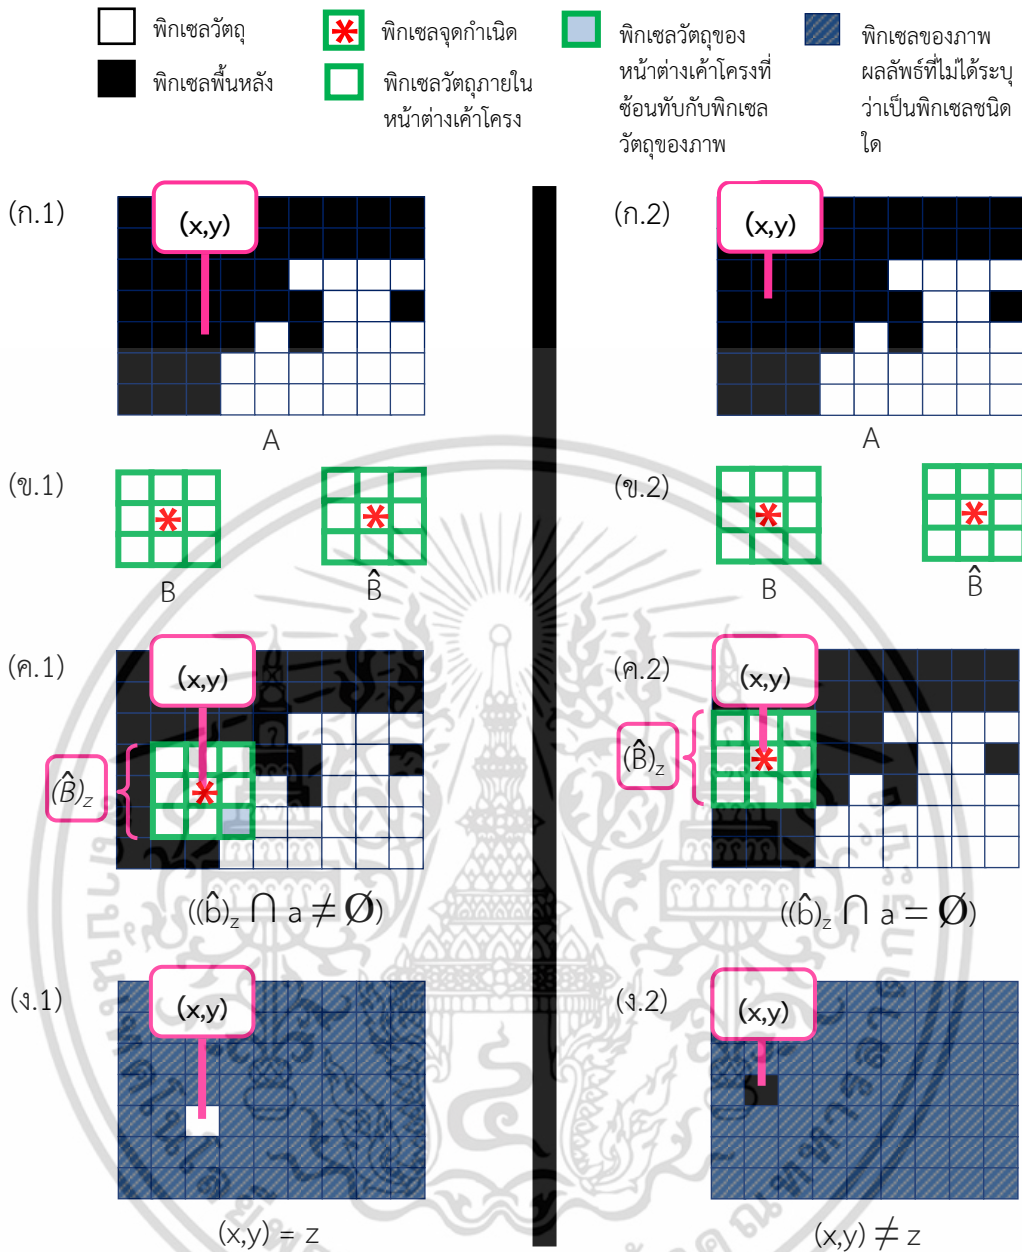 พิกเซลวัตถุ
พิกเซลพื้นหลัง
พิกเซลจุดกำเนิด
พิกเซลวัตถุภายใน
หน้าต่างเค้าโครง
พิกเซลวัตถุของ
หน้าต่างเค้าโครงที่
ซ้อนทับกับพิกเซล
วัตถุของภาพ
พิกเซลของภาพ
ผลลัพธ์ที่ไม่ได้ระบุ
ว่าเป็นพิกเซลชนิด
ใด
(ก.1)
(x,y)
A
(ก.2)
(x,y)
A
(ข.1)
B
B̂
(ข.2)
B
B̂
(ค.1)
(x,y)
(B̂)z
((b̂)z ⋂ a ≠ Ø)
(ค.2)
(x,y)
(B̂)z
((b̂)z ⋂ a = Ø)
(ง.1)
(x,y)
(x,y) = z
(ง.2)
(x,y)
(x,y) ≠ z